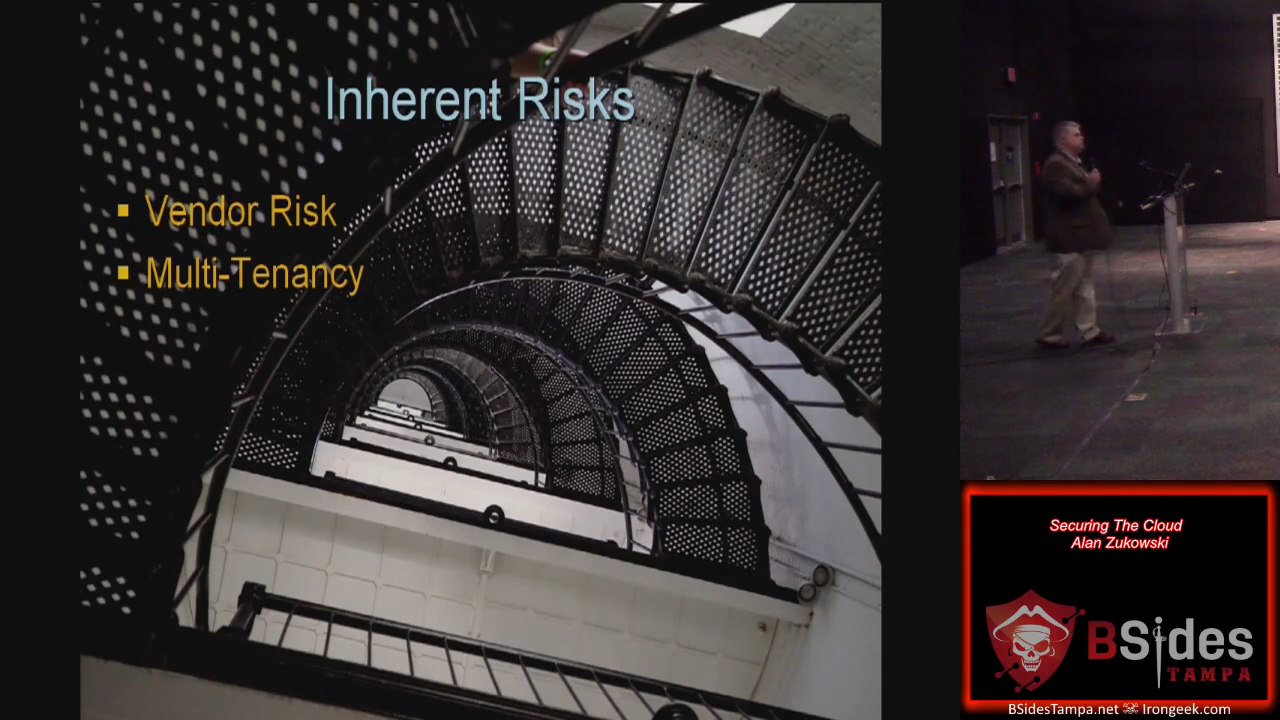 Inherent Risks
▪ Vendor Risk
▪ Multi-Tenancy
Securing The Cloud
Alan Zukowski
BSides
TAMPA
BSidesTampa.net ☠ Irongeek.com